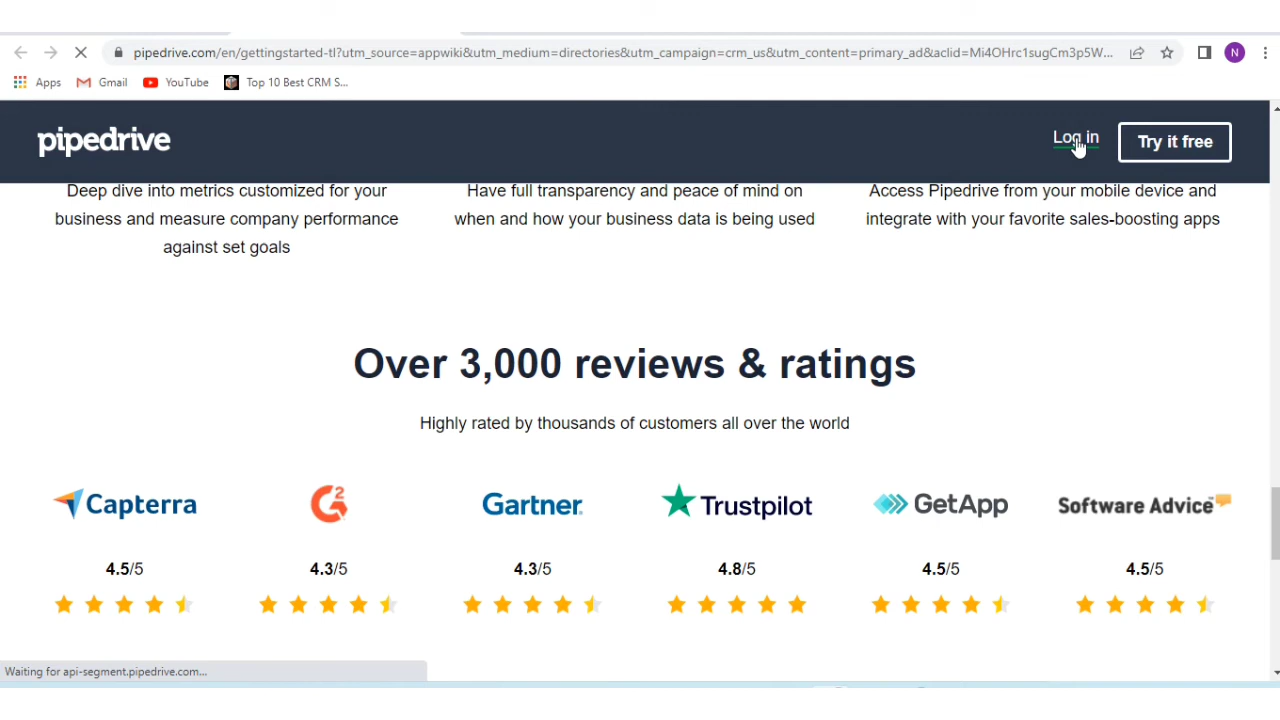 pipedrive.com/en/gettingstarted-tl?utm_source=appwiki&utm_medium=directories&utm_campaign=crm_us&utm_content=primary_ad&aclid=Mi4OHrc1sugCm3p5W... N
Apps Gmail YouTube Top 10 Best CRM S...
pipedrive Log in Try it free
Deep dive into metrics customized for your
business and measure company performance
against set goals
Have full transparency and peace of mind on
when and how your business data is being used
Access Pipedrive from your mobile device and
integrate with your favorite sales-boosting apps
Over 3,000 reviews & ratings
Highly rated by thousands of customers all over the world
Capterra G2 Gartner Trustpilot GetApp Software Advice™
4.5/5 4.3/5 4.3/5 4.8/5 4.5/5 4.5/5
Waiting for api-segment.pipedrive.com...